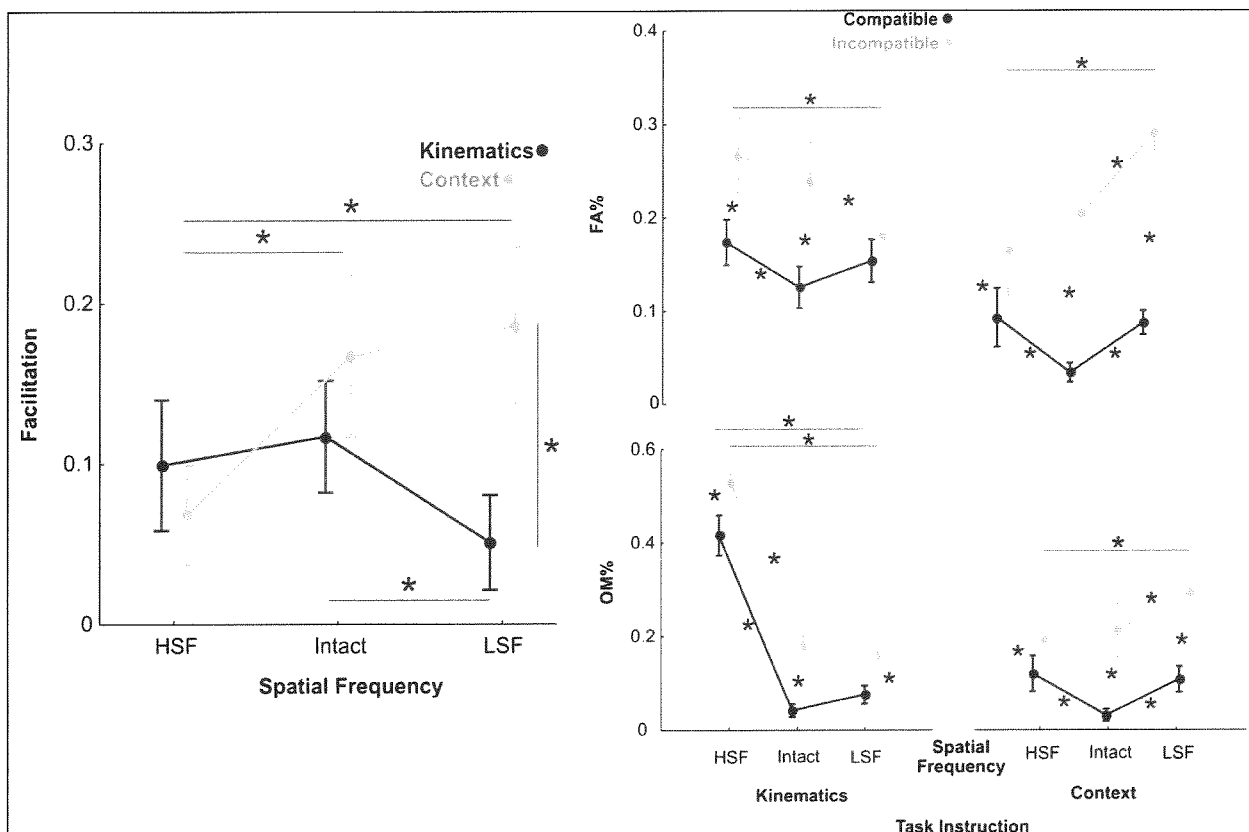 Compatible
Incompatible
0.4
*
*
0.3
0.3
Kinematics
*
Context
*
FA%
*
*
0.2
*
*
*
*
*
*
0.2
*
0.1
*
*
Facilitation
0
*
*
*
0.6
0.1
*
*
0.4
*
*
OM%
*
*
*
0.2
*
*
*
*
*
*
*
0
0
HSF
Intact
LSF
HSF
Intact
LSF
Spatial
Frequency
HSF
Intact
LSF
Spatial Frequency
Kinematics
Context
Task Instruction